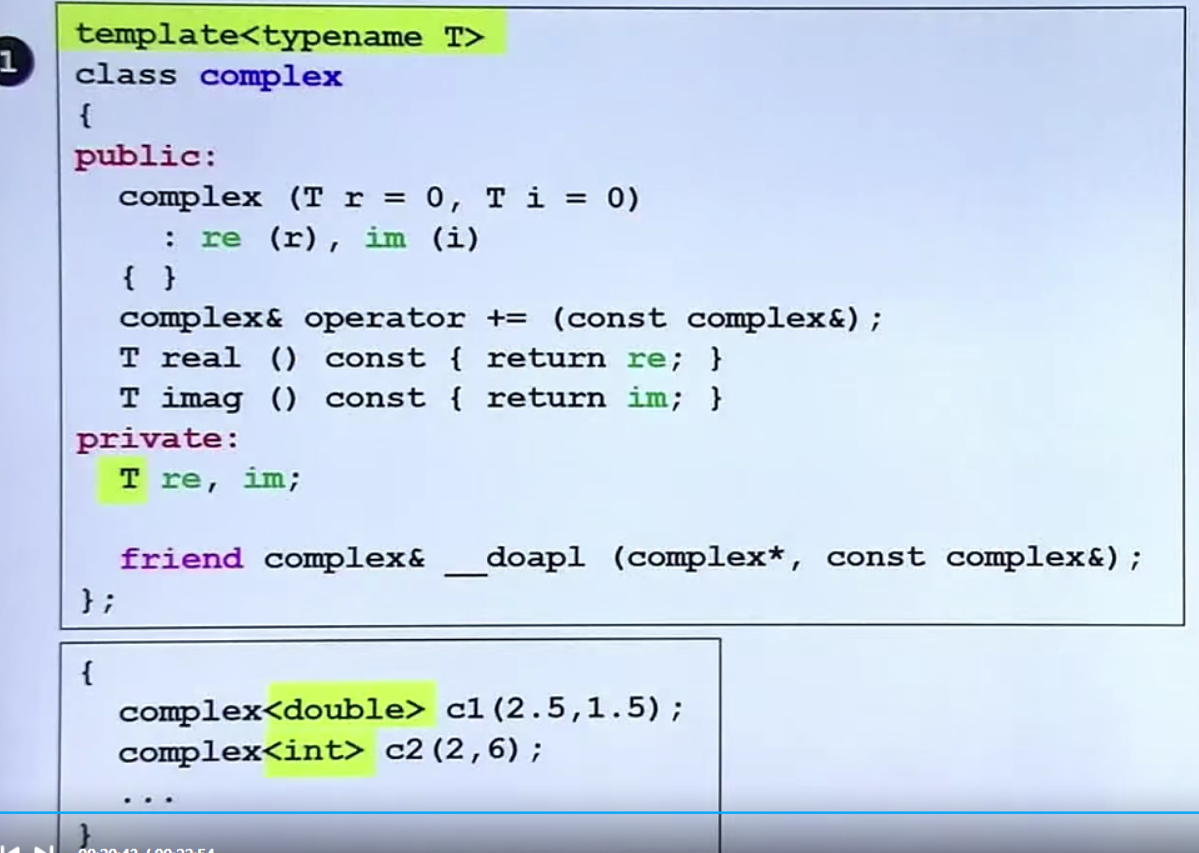 1
template<typename T>
class complex
{
public:
complex (T r = 0, T i = 0)
: re (r), im (i)
{ }
complex& operator += (const complex&);
T real () const { return re; }
T imag () const { return im; }
private:
T re, im;
friend complex& __doapl (complex*, const complex&);
};
{
complex<double> c1(2.5,1.5);
complex<int> c2(2,6);
...
}